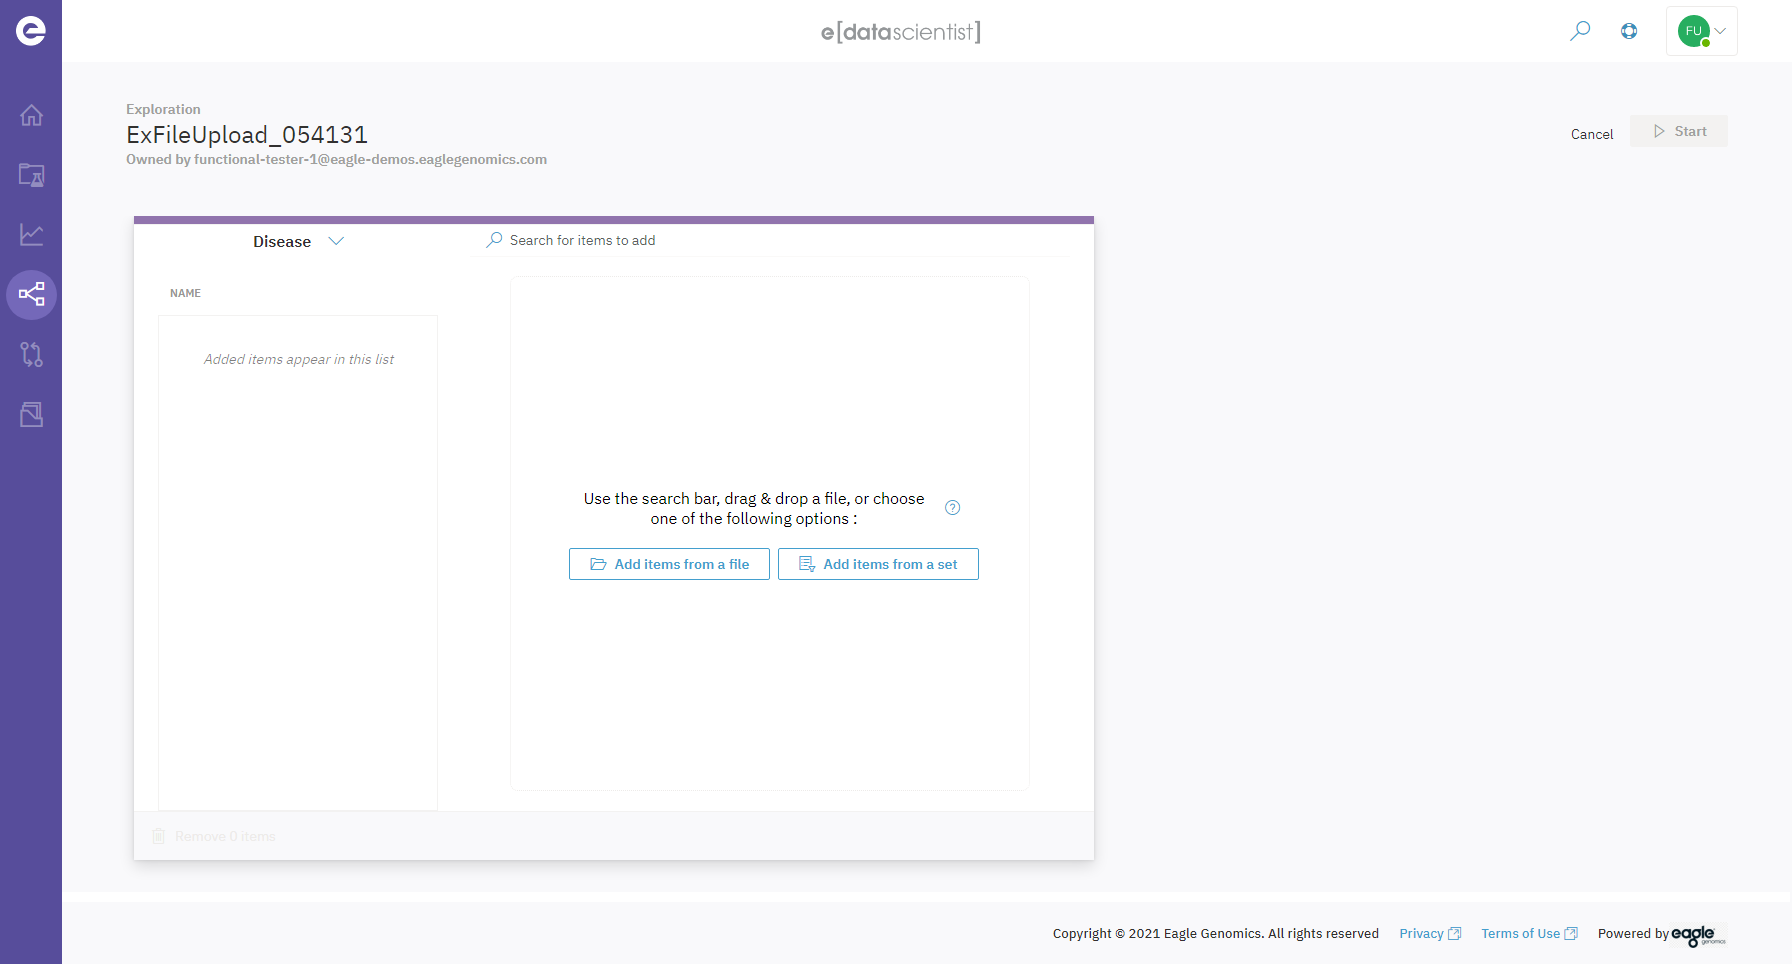 e[datascientist]
FU
Exploration
ExFileUpload_054131
Owned by functional-tester-1@eagle-demos.eaglegenomics.com
Cancel
Start
Disease
Search for items to add
NAME
Added items appear in this list
Use the search bar, drag & drop a file, or choose
one of the following options :
?
Add items from a file
Add items from a set
Remove 0 items
Copyright © 2021 Eagle Genomics. All rights reserved
Privacy
Terms of Use
Powered by eagle genomics